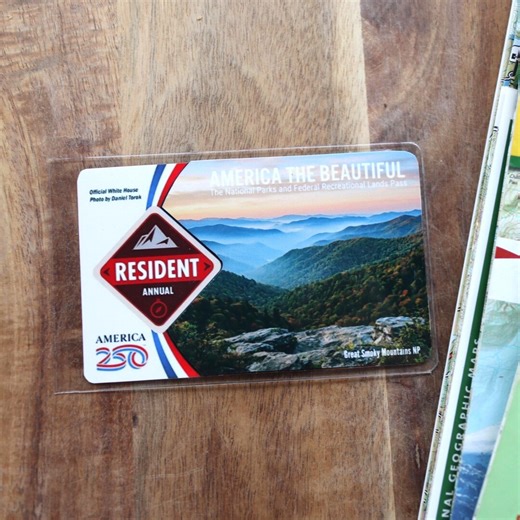 AMERICA THE BEAUTIFUL
The National Parks and Federal Recreational Lands Pass
Official White House
Photo by Daniel Torok
RESIDENT
ANNUAL
AMERICA
250
Great Smoky Mountains NP
NAL GEOGRAPHIC MAPS